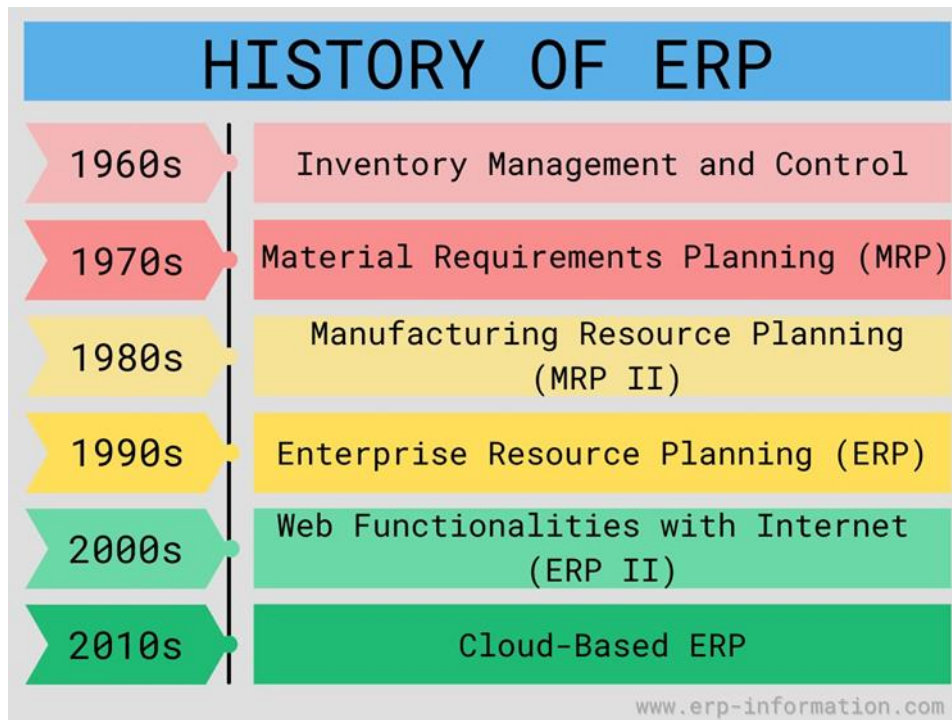 HISTORY OF ERP
1960s
Inventory Management and Control
1970s
Material Requirements Planning (MRP)
1980s
Manufacturing Resource Planning
(MRP II)
1990s
Enterprise Resource Planning (ERP)
2000s
Web Functionalities with Internet
(ERP II)
2010s
Cloud-Based ERP
www.erp-information.com